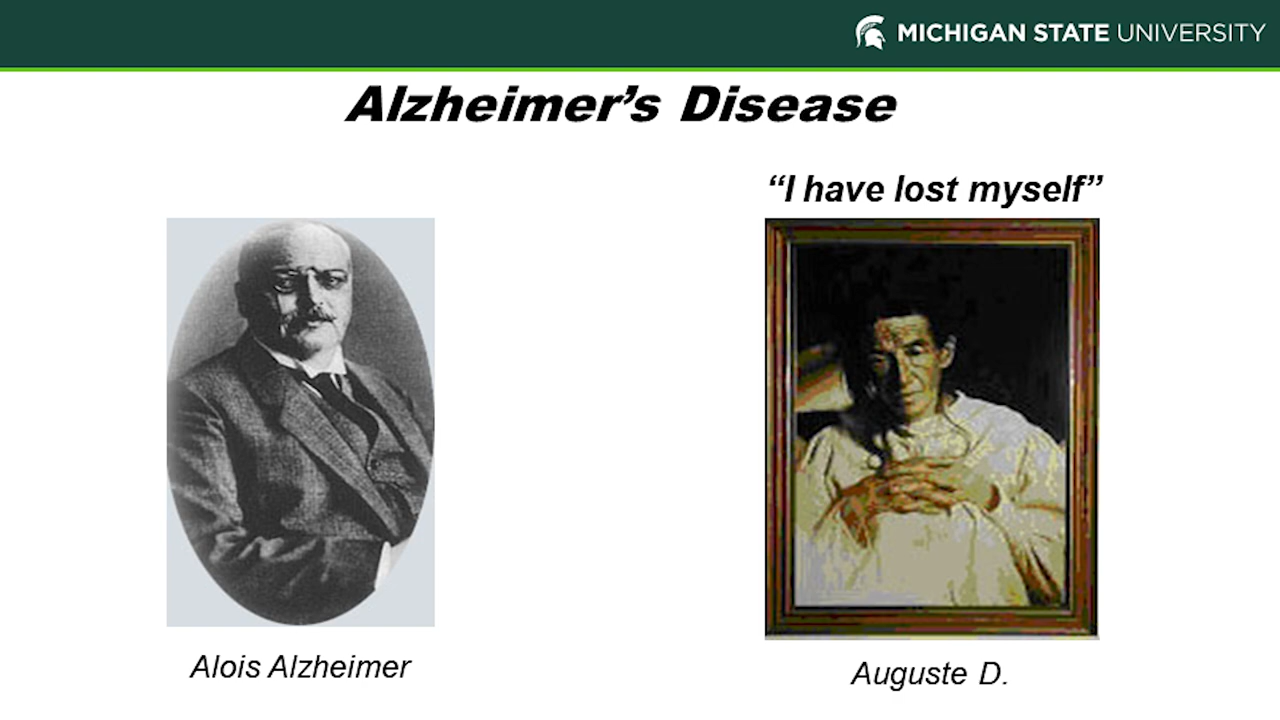 MICHIGAN STATE UNIVERSITY
Alzheimer’s Disease
“I have lost myself”
Alois Alzheimer
Auguste D.